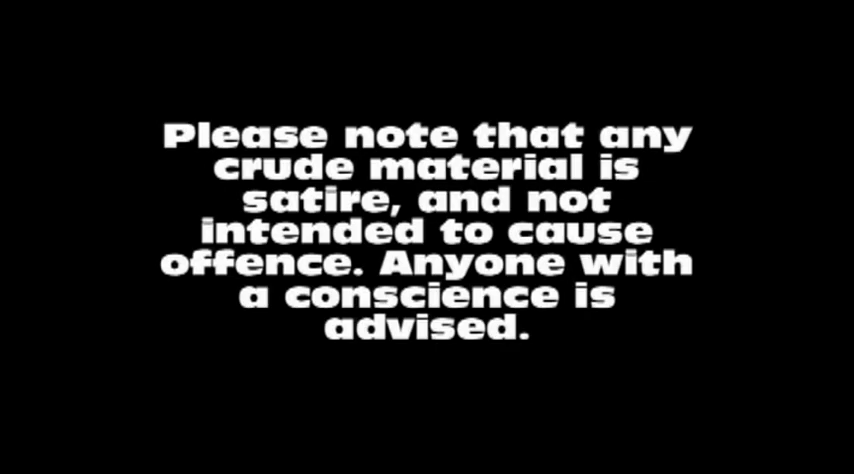 Please note that any
crude material is
satire, and not
intended to cause
offence. Anyone with
a conscience is
advised.